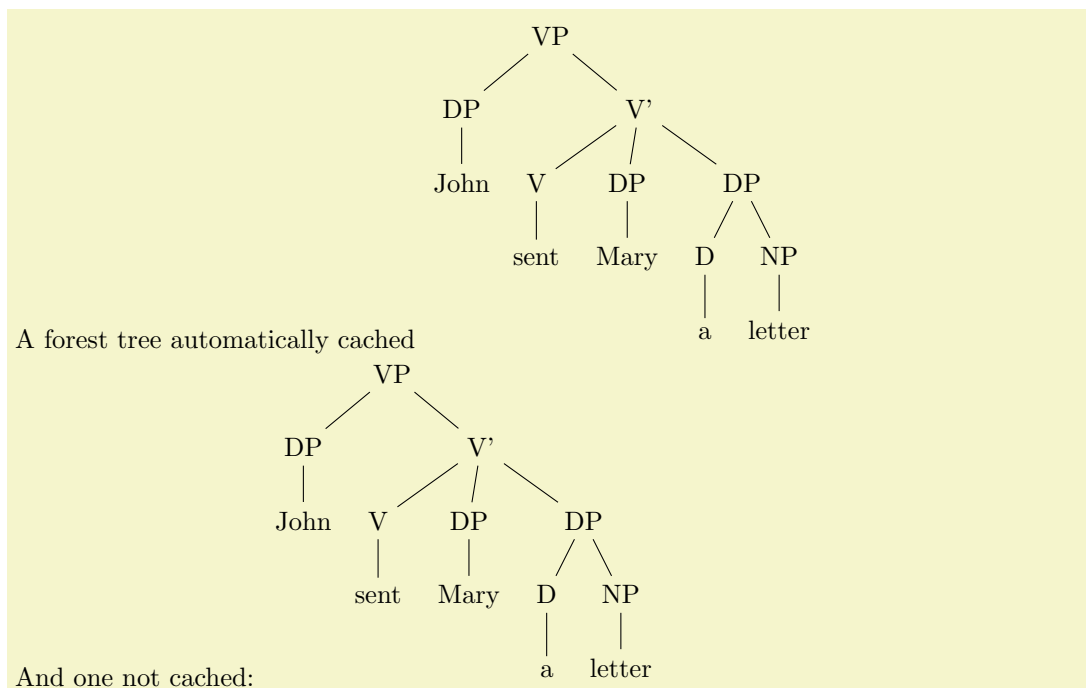 VP
DP V'
John V DP DP
sent Mary D NP
a letter
A forest tree automatically cached
VP
DP V'
John V DP DP
sent Mary D NP
a letter
And one not cached: